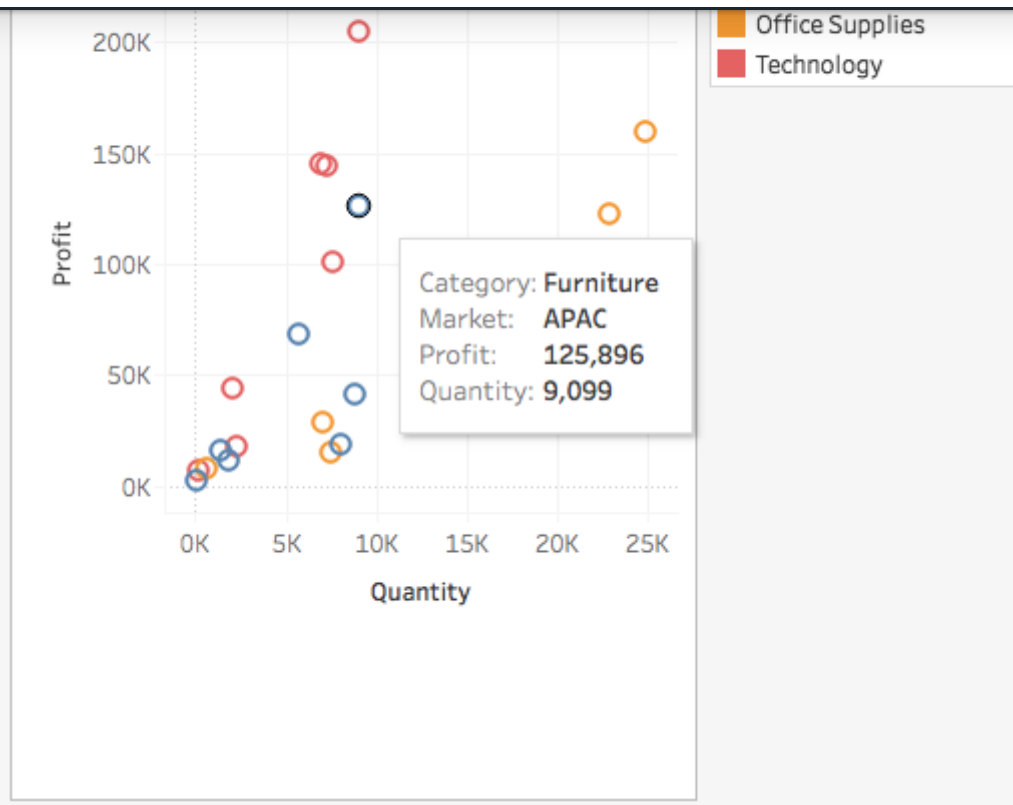 Office Supplies
Technology
200K
150K
100K
50K
0K
Profit
Category: Furniture
Market: APAC
Profit: 125,896
Quantity: 9,099
0K 5K 10K 15K 20K 25K
Quantity